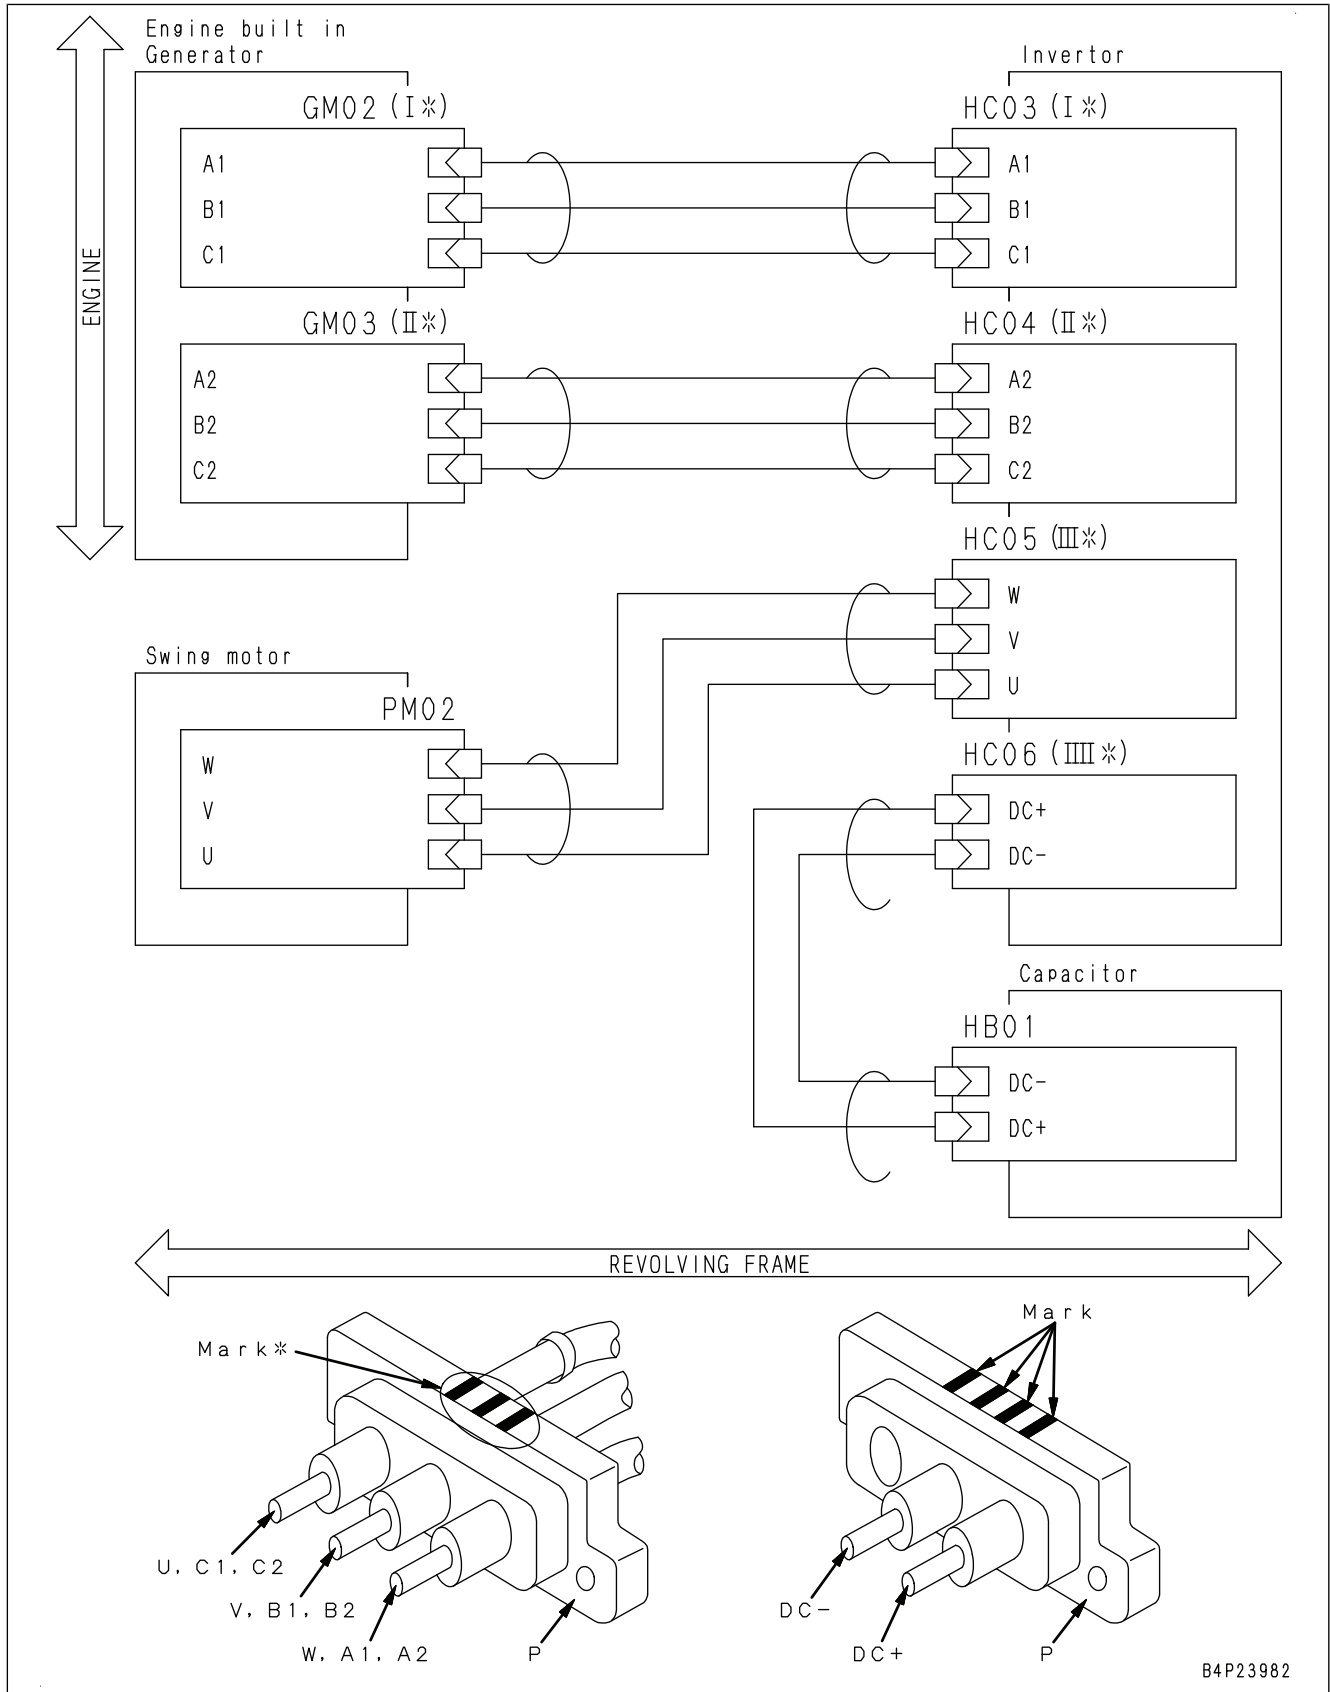 Engine built in
Generator
Invertor
GM02 (I※)
HC03 (I※)
A1
A1
B1
B1
C1
C1
ENGINE
GM03 (II※)
HC04 (II※)
A2
A2
B2
B2
C2
C2
HC05 (III※)
W
V
U
Swing motor
PM02
HC06 (IIII※)
W
V
U
DC+
DC-
Capacitor
HB01
DC-
DC+
REVOLVING FRAME
Mark※
Mark
U, C1, C2
V, B1, B2
W, A1, A2
P
DC-
DC+
P
B4P23982